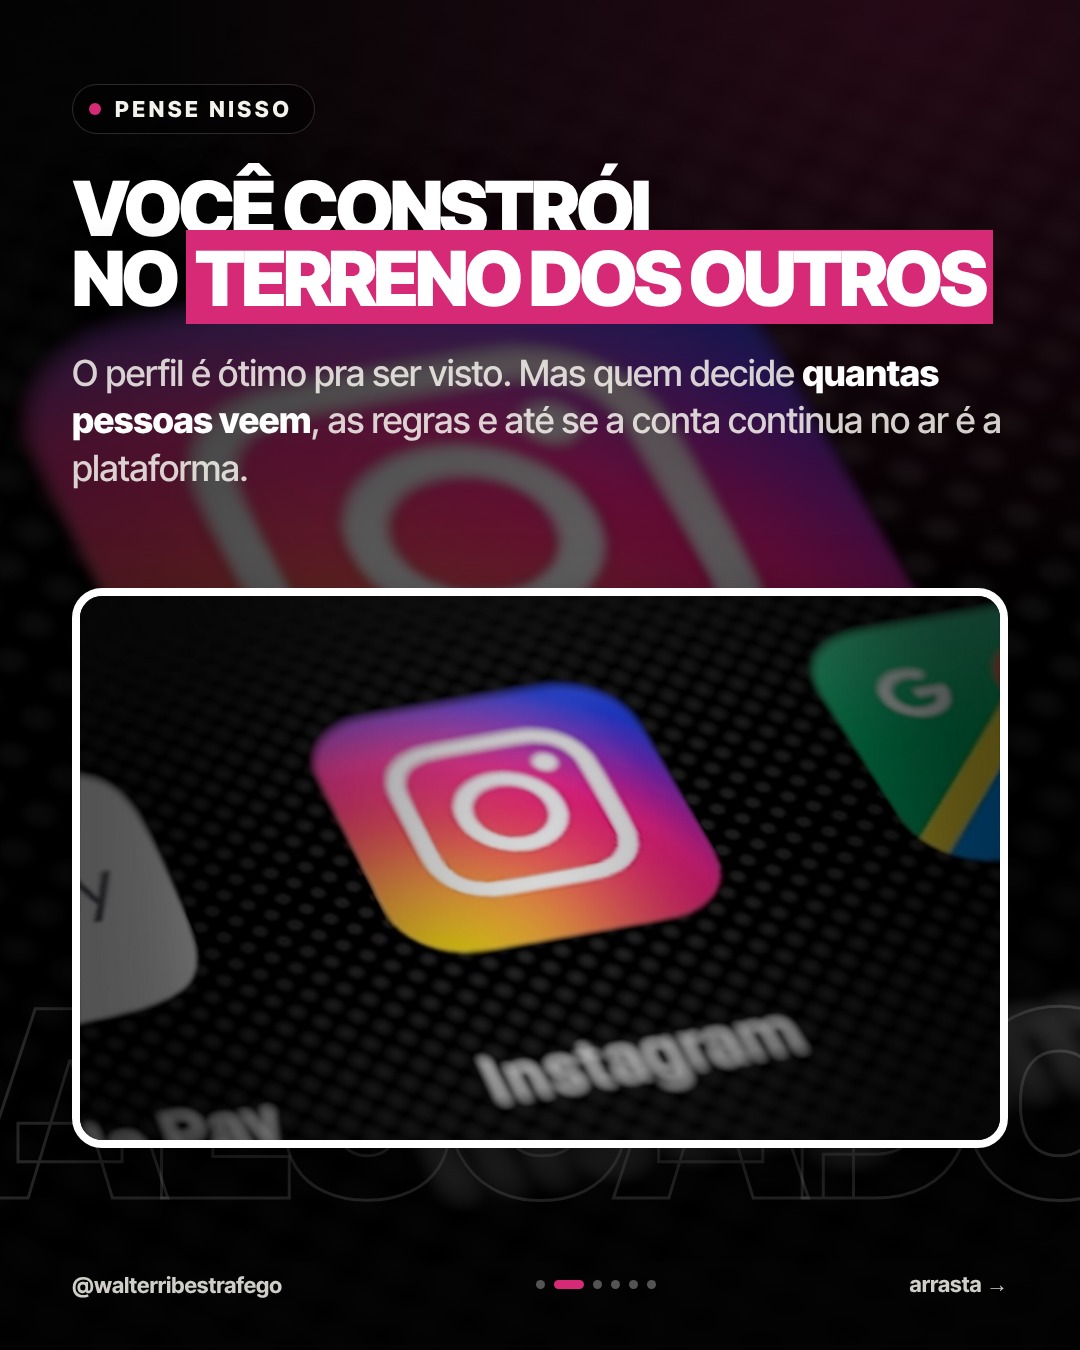 PENSE NISSO
VOCÊ CONSTRÓI
NO TERRENO DOS OUTROS
O perfil é ótimo pra ser visto. Mas quem decide quantas
pessoas veem, as regras e até se a conta continua no ar é a
plataforma.
G
y
Instagram
Pay
@walterribestrafego
arrasta →